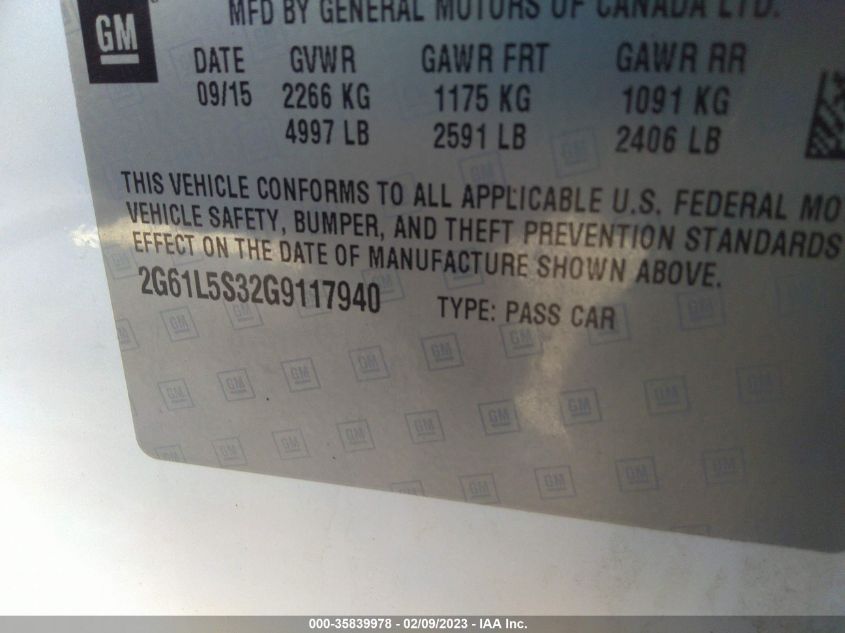 GM
MFD BY GENERAL MOTORS OF CANADA LTD.
DATE GVWR GAWR FRT GAWR RR
09/15 2266 KG 1175 KG 1091 KG
4997 LB 2591 LB 2406 LB
THIS VEHICLE CONFORMS TO ALL APPLICABLE U.S. FEDERAL MO
VEHICLE SAFETY, BUMPER, AND THEFT PREVENTION STANDARDS
EFFECT ON THE DATE OF MANUFACTURE SHOWN ABOVE.
2G61L5S32G9117940 TYPE: PASS CAR
000-35839978 - 02/09/2023 - IAA Inc.